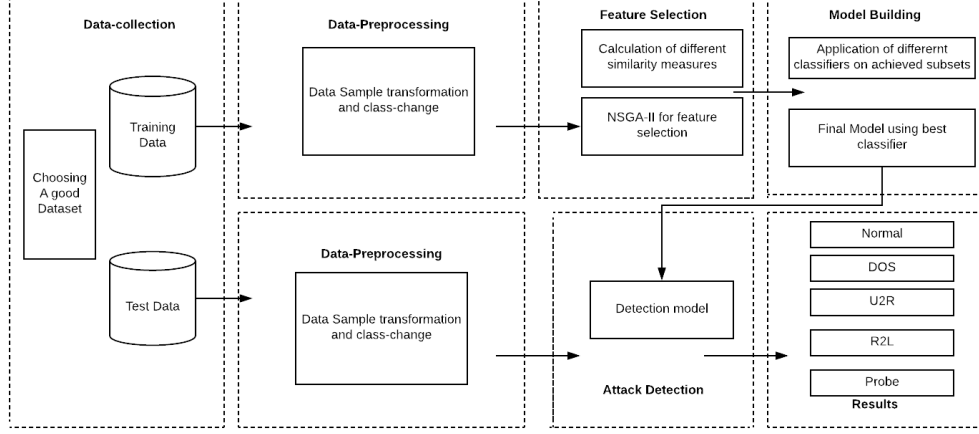 Data-collection
Choosing
A good
Dataset
Training
Data
Test Data
Data-Preprocessing
Data Sample transformation
and class-change
Feature Selection
Calculation of different
similarity measures
NSGA-II for feature
selection
Model Building
Application of differernt
classifiers on achieved subsets
Final Model using best
classifier
Data-Preprocessing
Data Sample transformation
and class-change
Detection model
Attack Detection
Normal
DOS
U2R
R2L
Probe
Results